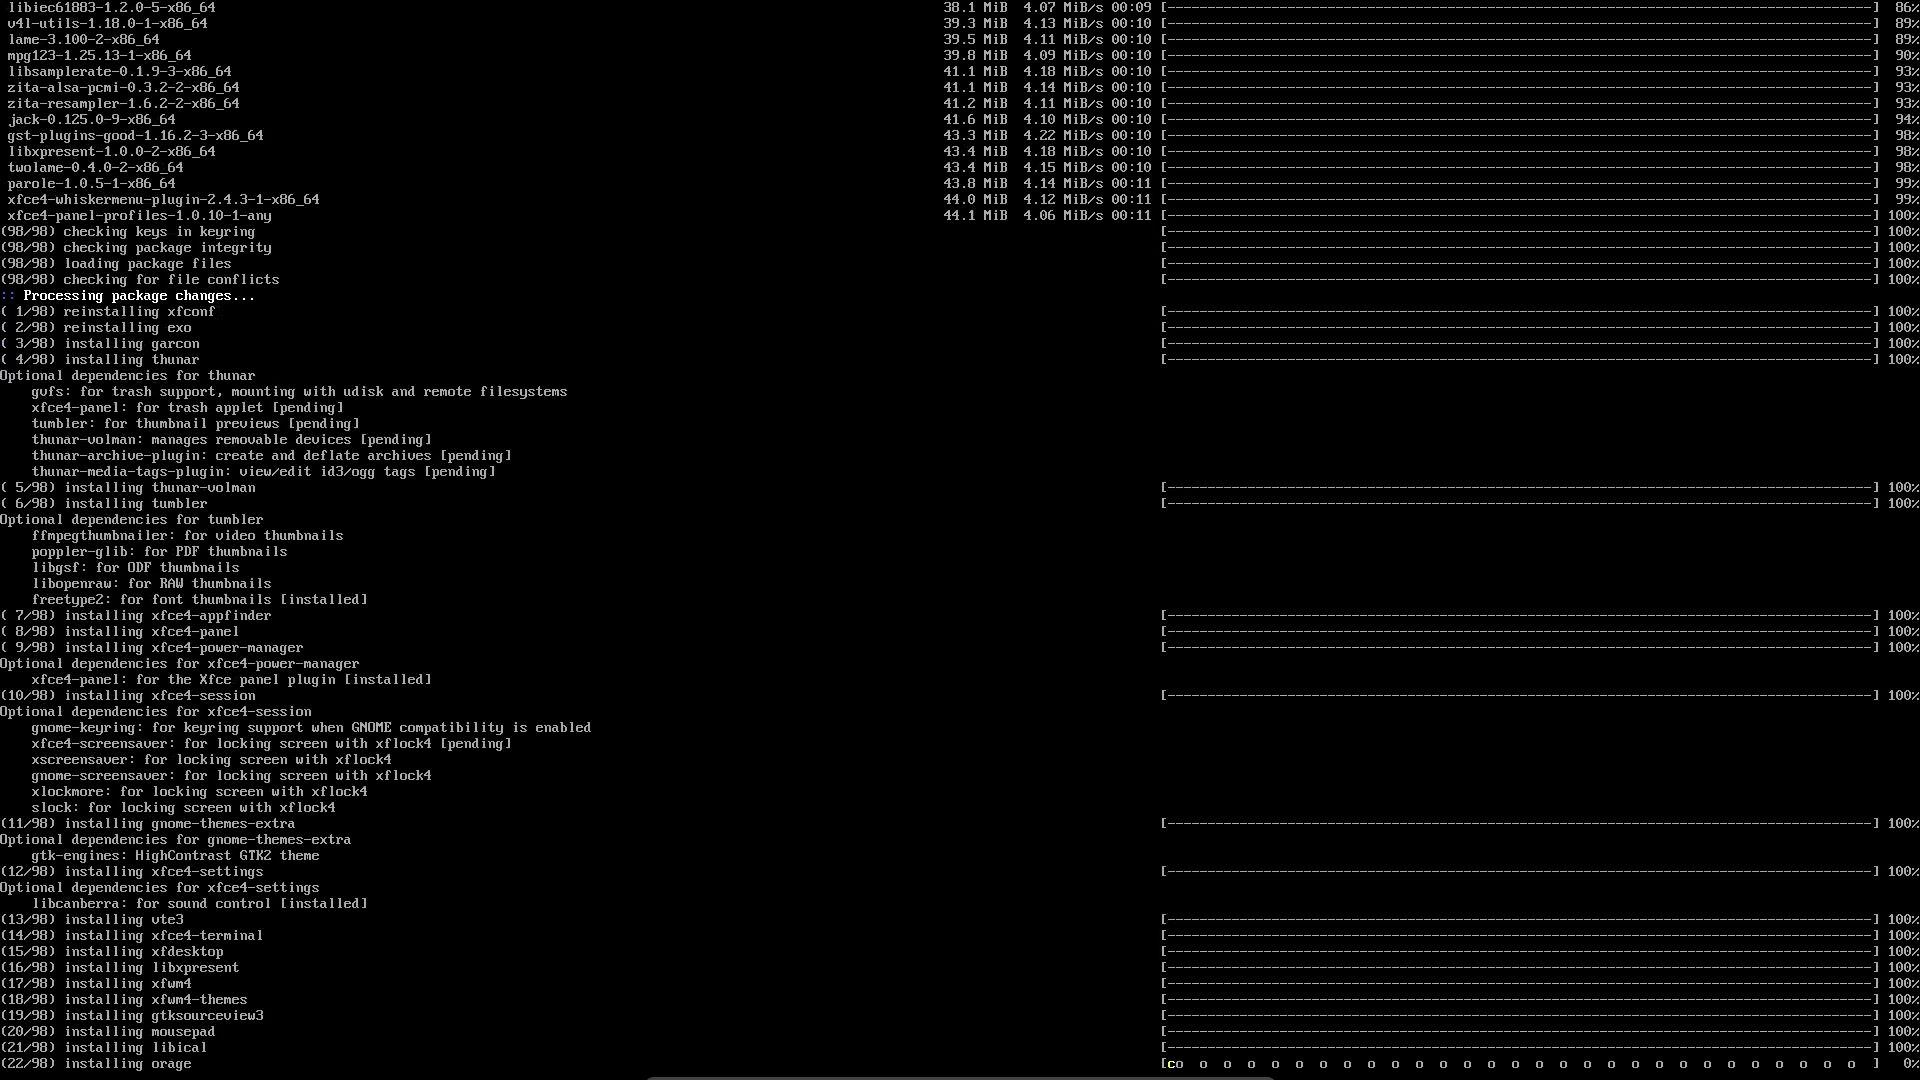 libiec61883-1.2.0-5-x86_64 38.1 MiB 4.07 MiB/s 00:09 [----------------------------------------------------------------------------------------] 86%
v4l-utils-1.18.0-1-x86_64 39.3 MiB 4.13 MiB/s 00:10 [----------------------------------------------------------------------------------------] 89%
lame-3.100-2-x86_64 39.5 MiB 4.11 MiB/s 00:10 [----------------------------------------------------------------------------------------] 89%
mpg123-1.25.13-1-x86_64 39.8 MiB 4.09 MiB/s 00:10 [----------------------------------------------------------------------------------------] 90%
libsamplerate-0.1.9-3-x86_64 41.1 MiB 4.18 MiB/s 00:10 [----------------------------------------------------------------------------------------] 93%
zita-alsa-pcmi-0.3.2-2-x86_64 41.1 MiB 4.14 MiB/s 00:10 [----------------------------------------------------------------------------------------] 93%
zita-resampler-1.6.2-2-x86_64 41.2 MiB 4.11 MiB/s 00:10 [----------------------------------------------------------------------------------------] 93%
jack-0.125.0-9-x86_64 41.6 MiB 4.10 MiB/s 00:10 [----------------------------------------------------------------------------------------] 94%
gst-plugins-good-1.16.2-3-x86_64 43.3 MiB 4.22 MiB/s 00:10 [----------------------------------------------------------------------------------------] 98%
libxpresent-1.0.0-2-x86_64 43.4 MiB 4.18 MiB/s 00:10 [----------------------------------------------------------------------------------------] 98%
twolame-0.4.0-2-x86_64 43.4 MiB 4.15 MiB/s 00:10 [----------------------------------------------------------------------------------------] 98%
parole-1.0.5-1-x86_64 43.8 MiB 4.14 MiB/s 00:11 [----------------------------------------------------------------------------------------] 99%
xfce4-whiskermenu-plugin-2.4.3-1-x86_64 44.0 MiB 4.12 MiB/s 00:11 [----------------------------------------------------------------------------------------] 99%
xfce4-panel-profiles-1.0.10-1-any 44.1 MiB 4.06 MiB/s 00:11 [----------------------------------------------------------------------------------------] 100%
(98/98) checking keys in keyring [----------------------------------------------------------------------------------------] 100%
(98/98) checking package integrity [----------------------------------------------------------------------------------------] 100%
(98/98) loading package files [----------------------------------------------------------------------------------------] 100%
(98/98) checking for file conflicts [----------------------------------------------------------------------------------------] 100%
:: Processing package changes...
( 1/98) reinstalling xfconf [----------------------------------------------------------------------------------------] 100%
( 2/98) reinstalling exo [----------------------------------------------------------------------------------------] 100%
( 3/98) installing garcon [----------------------------------------------------------------------------------------] 100%
( 4/98) installing thunar [----------------------------------------------------------------------------------------] 100%
Optional dependencies for thunar
gvfs: for trash support, mounting with udisk and remote filesystems
xfce4-panel: for trash applet [pending]
tumbler: for thumbnail previews [pending]
thunar-volman: manages removable devices [pending]
thunar-archive-plugin: create and deflate archives [pending]
thunar-media-tags-plugin: view/edit id3/ogg tags [pending]
( 5/98) installing thunar-volman [----------------------------------------------------------------------------------------] 100%
( 6/98) installing tumbler [----------------------------------------------------------------------------------------] 100%
Optional dependencies for tumbler
ffmpegthumbnailer: for video thumbnails
poppler-glib: for PDF thumbnails
libgsf: for ODF thumbnails
libopenraw: for RAW thumbnails
freetype2: for font thumbnails [installed]
( 7/98) installing xfce4-appfinder [----------------------------------------------------------------------------------------] 100%
( 8/98) installing xfce4-panel [----------------------------------------------------------------------------------------] 100%
( 9/98) installing xfce4-power-manager [----------------------------------------------------------------------------------------] 100%
Optional dependencies for xfce4-power-manager
xfce4-panel: for the Xfce panel plugin [installed]
(10/98) installing xfce4-session [----------------------------------------------------------------------------------------] 100%
Optional dependencies for xfce4-session
gnome-keyring: for keyring support when GNOME compatibility is enabled
xfce4-screensaver: for locking screen with xflock4 [pending]
xscreensaver: for locking screen with xflock4
gnome-screensaver: for locking screen with xflock4
xlockmore: for locking screen with xflock4
slock: for locking screen with xflock4
(11/98) installing gnome-themes-extra [----------------------------------------------------------------------------------------] 100%
Optional dependencies for gnome-themes-extra
gtk-engines: HighContrast GTK2 theme
(12/98) installing xfce4-settings [----------------------------------------------------------------------------------------] 100%
Optional dependencies for xfce4-settings
libcanberra: for sound control [installed]
(13/98) installing vte3 [----------------------------------------------------------------------------------------] 100%
(14/98) installing xfce4-terminal [----------------------------------------------------------------------------------------] 100%
(15/98) installing xfdesktop [----------------------------------------------------------------------------------------] 100%
(16/98) installing libxpresent [----------------------------------------------------------------------------------------] 100%
(17/98) installing xfwm4 [----------------------------------------------------------------------------------------] 100%
(18/98) installing xfwm4-themes [----------------------------------------------------------------------------------------] 100%
(19/98) installing gtksourceview3 [----------------------------------------------------------------------------------------] 100%
(20/98) installing mousepad [----------------------------------------------------------------------------------------] 100%
(21/98) installing libical [----------------------------------------------------------------------------------------] 100%
(22/98) installing orage [co o o o o o o o o o o o o o o o o o o o o o o o o o o o o ] 0%